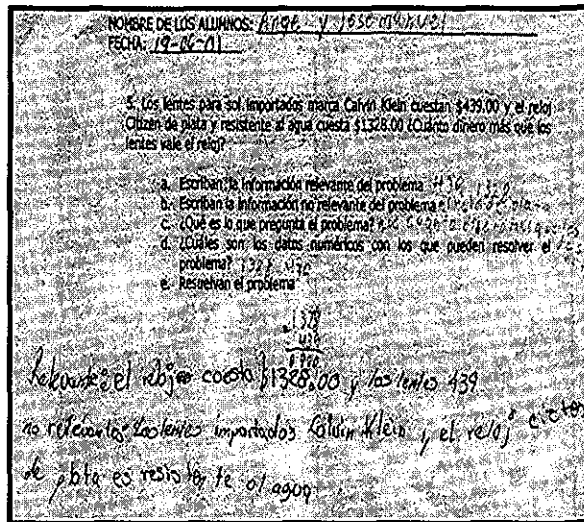 NOMBRE DE LOS ALUMNOS: y
FECHA: 19-06-01
5. Los lentes para sol importados marca Calvin Klein cuestan $439.00 y el reloj
Citizen de plata y resistente al agua cuesta $1328.00 ¿Cuánto dinero más que los
lentes vale el reloj?
a. Escriban la información relevante del problema 439 1328
b. Escriban la información no relevante del problema
c. ¿Qué es lo que pregunta el problema?
d. ¿Cuáles son los datos numéricos con los que pueden resolver el
problema? 1328 439
e. Resuelvan el problema
1328
439
Relevante: el reloj costo $1328.00 y los lentes 439
no relevante: Los lentes importados Calvin Klein y el reloj
de plata es resistente al agua